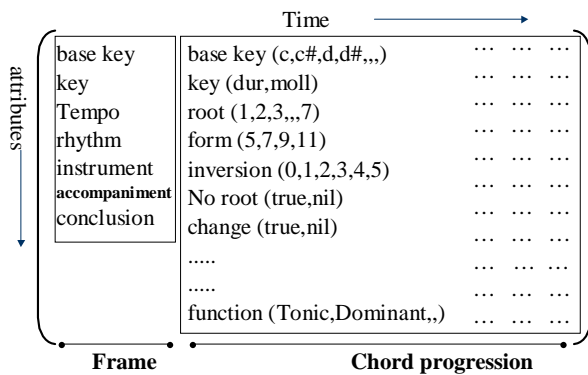 Time
attributes
base key
key
Tempo
rhythm
instrument
accompaniment
conclusion
base key (c,c#,d,d#,,,) … … …
key (dur,moll) … … …
root (1,2,3,,,7) … … …
form (5,7,9,11) … … …
inversion (0,1,2,3,4,5) … … …
No root (true,nil) … … …
change (true,nil) … … …
..... … … …
..... … … …
function (Tonic,Dominant,,) … … …
Frame
Chord progression